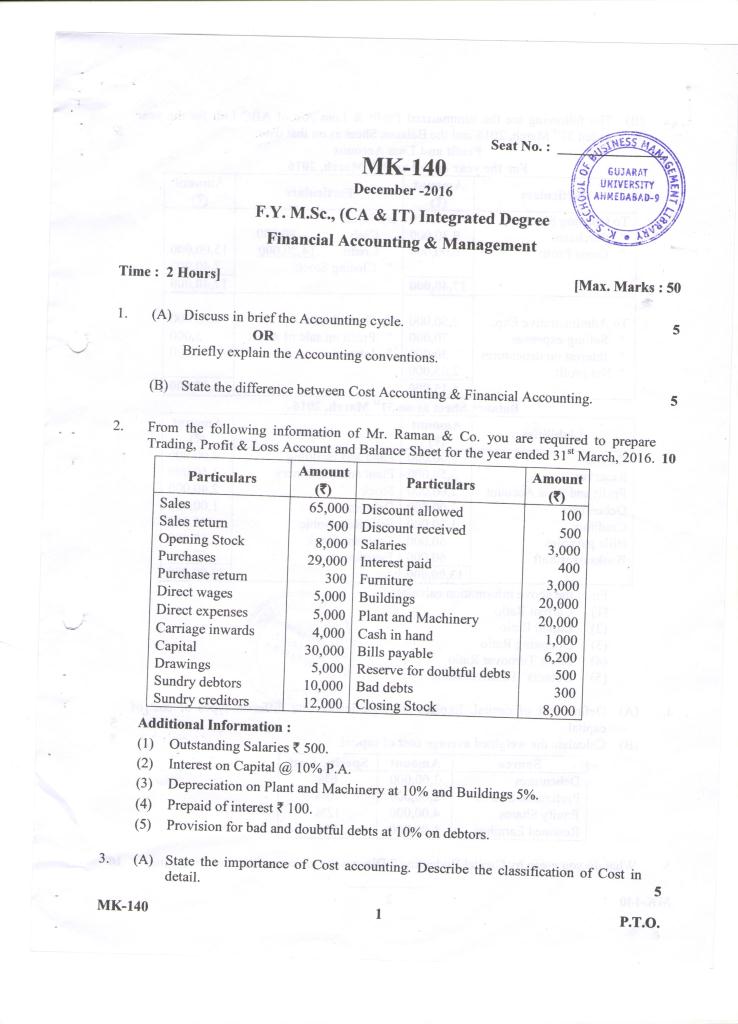 Seat No. :
K. S. SCHOOL OF BUSINESS MANAGEMENT LIBRARY
GUJARAT
UNIVERSITY
AHMEDABAD-9
MK-140
December -2016
F.Y. M.Sc., (CA & IT) Integrated Degree
Financial Accounting & Management
Time : 2 Hours]
[Max. Marks : 50
1. (A) Discuss in brief the Accounting cycle. 5
OR
Briefly explain the Accounting conventions.
(B) State the difference between Cost Accounting & Financial Accounting. 5
2. From the following information of Mr. Raman & Co. you are required to prepare
Trading, Profit & Loss Account and Balance Sheet for the year ended 31st March, 2016. 10
Particulars Amount (₹) Particulars Amount (₹)
Sales 65,000 Discount allowed 100
Sales return 500 Discount received 500
Opening Stock 8,000 Salaries 3,000
Purchases 29,000 Interest paid 400
Purchase return 300 Furniture 3,000
Direct wages 5,000 Buildings 20,000
Direct expenses 5,000 Plant and Machinery 20,000
Carriage inwards 4,000 Cash in hand 1,000
Capital 30,000 Bills payable 6,200
Drawings 5,000 Reserve for doubtful debts 500
Sundry debtors 10,000 Bad debts 300
Sundry creditors 12,000 Closing Stock 8,000
Additional Information :
(1) Outstanding Salaries ₹ 500.
(2) Interest on Capital @ 10% P.A.
(3) Depreciation on Plant and Machinery at 10% and Buildings 5%.
(4) Prepaid of interest ₹ 100.
(5) Provision for bad and doubtful debts at 10% on debtors.
3. (A) State the importance of Cost accounting. Describe the classification of Cost in
detail. 5
MK-140
1
P.T.O.